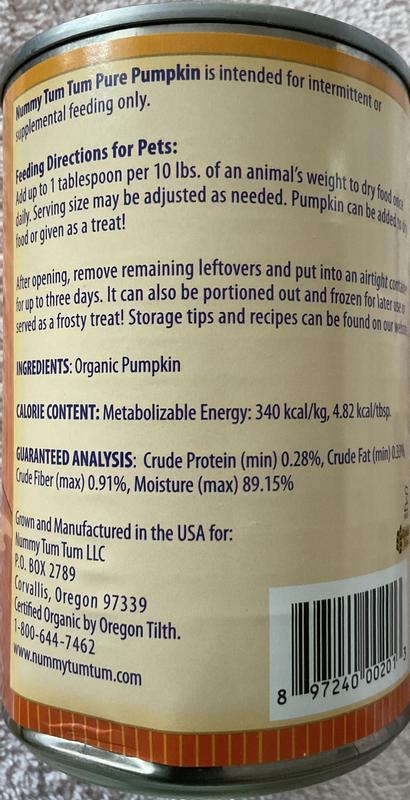 Nummy Tum Tum Pure Pumpkin is intended for intermittent or
supplemental feeding only.
Feeding Directions for Pets:
Add up to 1 tablespoon per 10 lbs. of an animal's weight to dry food once
daily. Serving size may be adjusted as needed. Pumpkin can be added to dry
food or given as a treat!
After opening, remove remaining leftovers and put into an airtight
for up to three days. It can also be portioned out and frozen for later use or
served as a frosty treat! Storage tips and recipes can be found on our
INGREDIENTS: Organic Pumpkin
CALORIE CONTENT: Metabolizable Energy: 340 kcal/kg, 4.82 kcal/tbsp.
GUARANTEED ANALYSIS: Crude Protein (min) 0.28%, Crude Fat (min)
Crude Fiber (max) 0.91%, Moisture (max) 89.15%
Grown and Manufactured in the USA for:
Nummy Tum Tum LLC
P.O. BOX 2789
Corvallis, Oregon 97339
Certified Organic by Oregon Tilth.
1-800-644-7462
www.nummytumtum.com
8 97240 00201 3